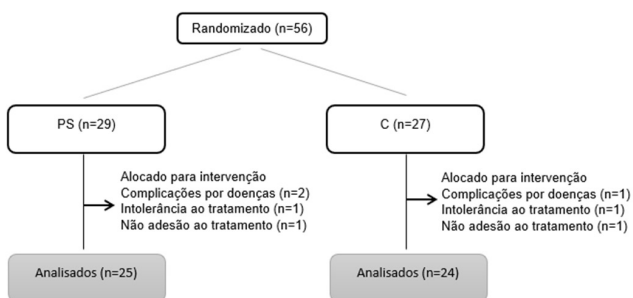 Randomizado (n=56)
PS (n=29)
C (n=27)
Alocado para intervenção
Complicações por doenças (n=2)
Intolerância ao tratamento (n=1)
Não adesão ao tratamento (n=1)
Alocado para intervenção
Complicações por doenças (n=1)
Intolerância ao tratamento (n=1)
Não adesão ao tratamento (n=1)
Analisados (n=25)
Analisados (n=24)